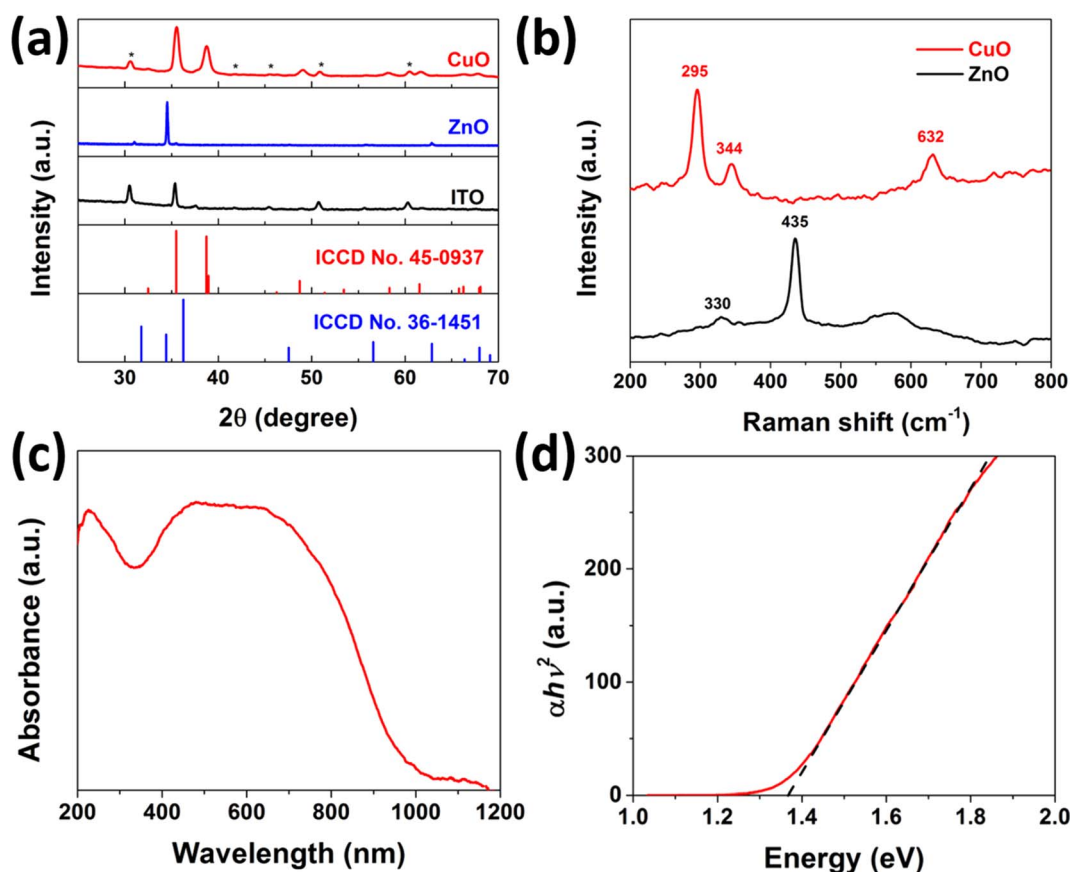 (a)
Intensity (a.u.)
*
*
*
*
*
CuO
ZnO
ITO
ICCD No. 45-0937
ICCD No. 36-1451
30 40 50 60 70
2θ (degree)
(b)
Intensity (a.u.)
CuO
ZnO
295
344
632
435
330
200 300 400 500 600 700 800
Raman shift (cm⁻¹)
(c)
Absorbance (a.u.)
200 400 600 800 1000 1200
Wavelength (nm)
(d)
αhν² (a.u.)
300
200
100
0
1.0 1.2 1.4 1.6 1.8 2.0
Energy (eV)